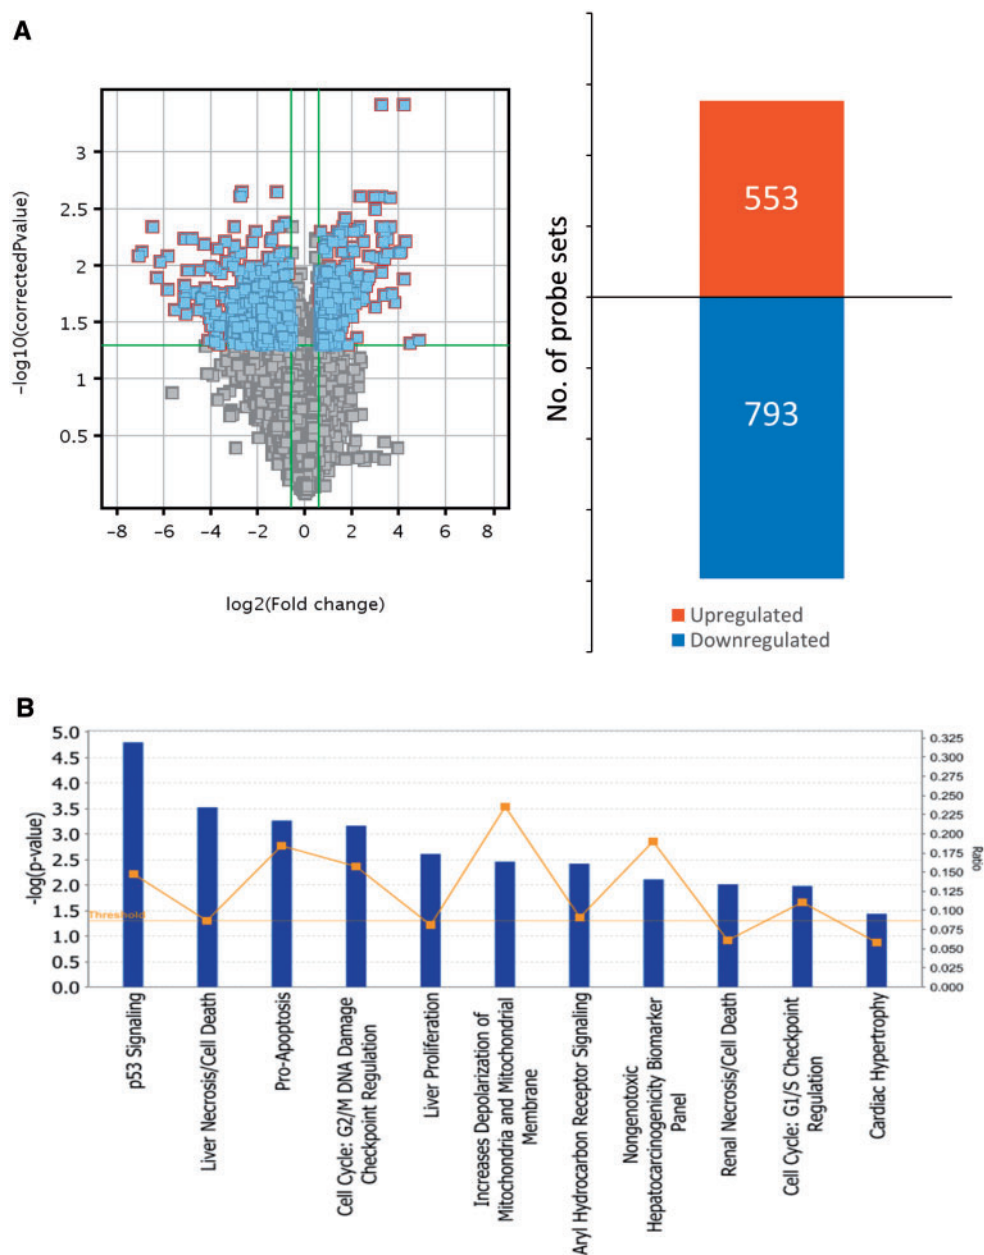 A
3
2.5
2
1.5
1
0.5
-log10(correctedPvalue)
-8
-6
-4
-2
0
2
4
6
8
log2(Fold change)
No. of probe sets
553
793
Upregulated
Downregulated
B
5.0
4.5
4.0
3.5
3.0
2.5
2.0
1.5
1.0
0.5
0.0
-log(p-value)
Threshold
0.325
0.300
0.275
0.250
0.225
0.200
0.175
0.150
0.125
0.100
0.075
0.050
0.025
0.000
Ratio
p53 Signaling
Liver Necrosis/Cell Death
Pro-Apoptosis
Cell Cycle: G2/M DNA Damage
Checkpoint Regulation
Liver Proliferation
Increases Depolarization of
Mitochondria and Mitochondrial
Membrane
Aryl Hydrocarbon Receptor Signaling
Nongenotoxic
Hepatocarcinogenicity Biomarker
Panel
Renal Necrosis/Cell Death
Cell Cycle: G1/S Checkpoint
Regulation
Cardiac Hypertrophy